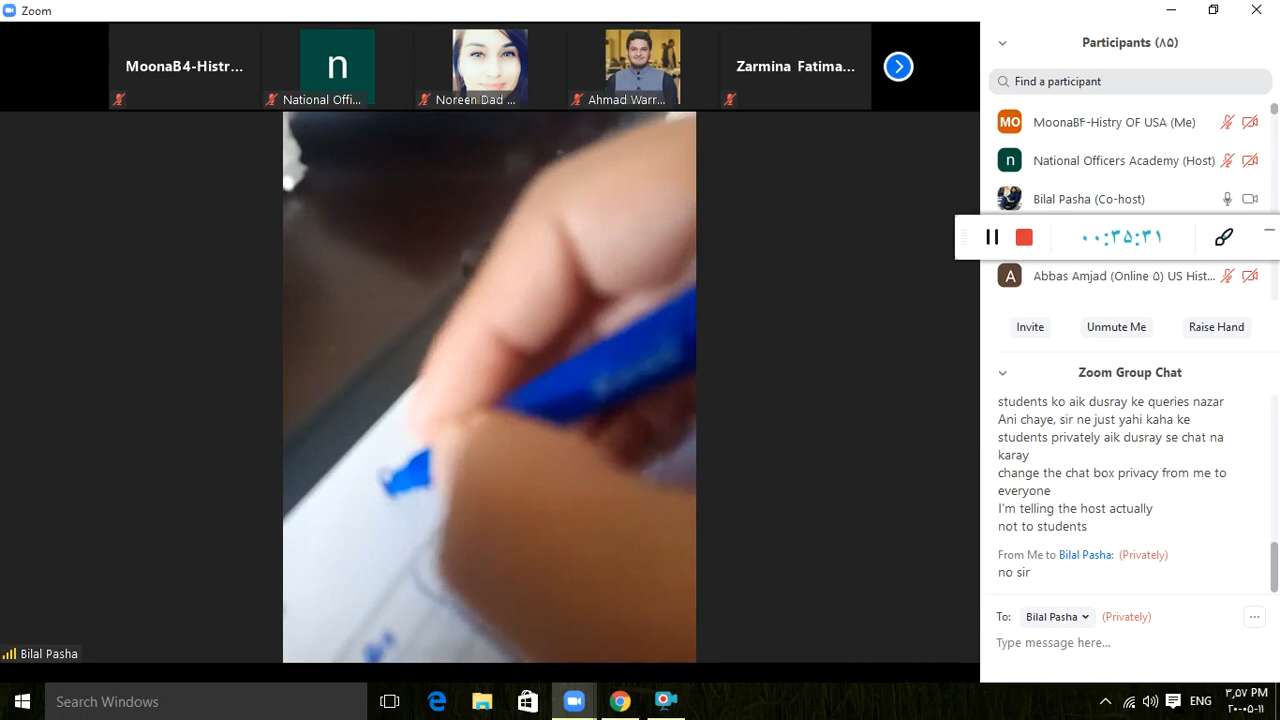 Zoom
MoonaB4-Histr...
n
National Offi...
Noreen Dad ...
Ahmad Warr...
Zarmina Fatima...
Bilal Pasha
Participants (۸۵)
Find a participant
MO
MoonaB۴-Histry OF USA (Me)
n
National Officers Academy (Host)
Bilal Pasha (Co-host)
۰۰:۳۵:۳۱
A
Abbas Amjad (Online ۵) US Hist...
Invite
Unmute Me
Raise Hand
Zoom Group Chat
students ko aik dusray ke queries nazar
Ani chaye, sir ne just yahi kaha ke
students privately aik dusray se chat na
karay
change the chat box privacy from me to
everyone
I'm telling the host actually
not to students
From Me to Bilal Pasha: (Privately)
no sir
To: Bilal Pasha (Privately)
Type message here...
Search Windows
ENG
۳,۵۷ PM
۲۰۰-۰۵-۱۱